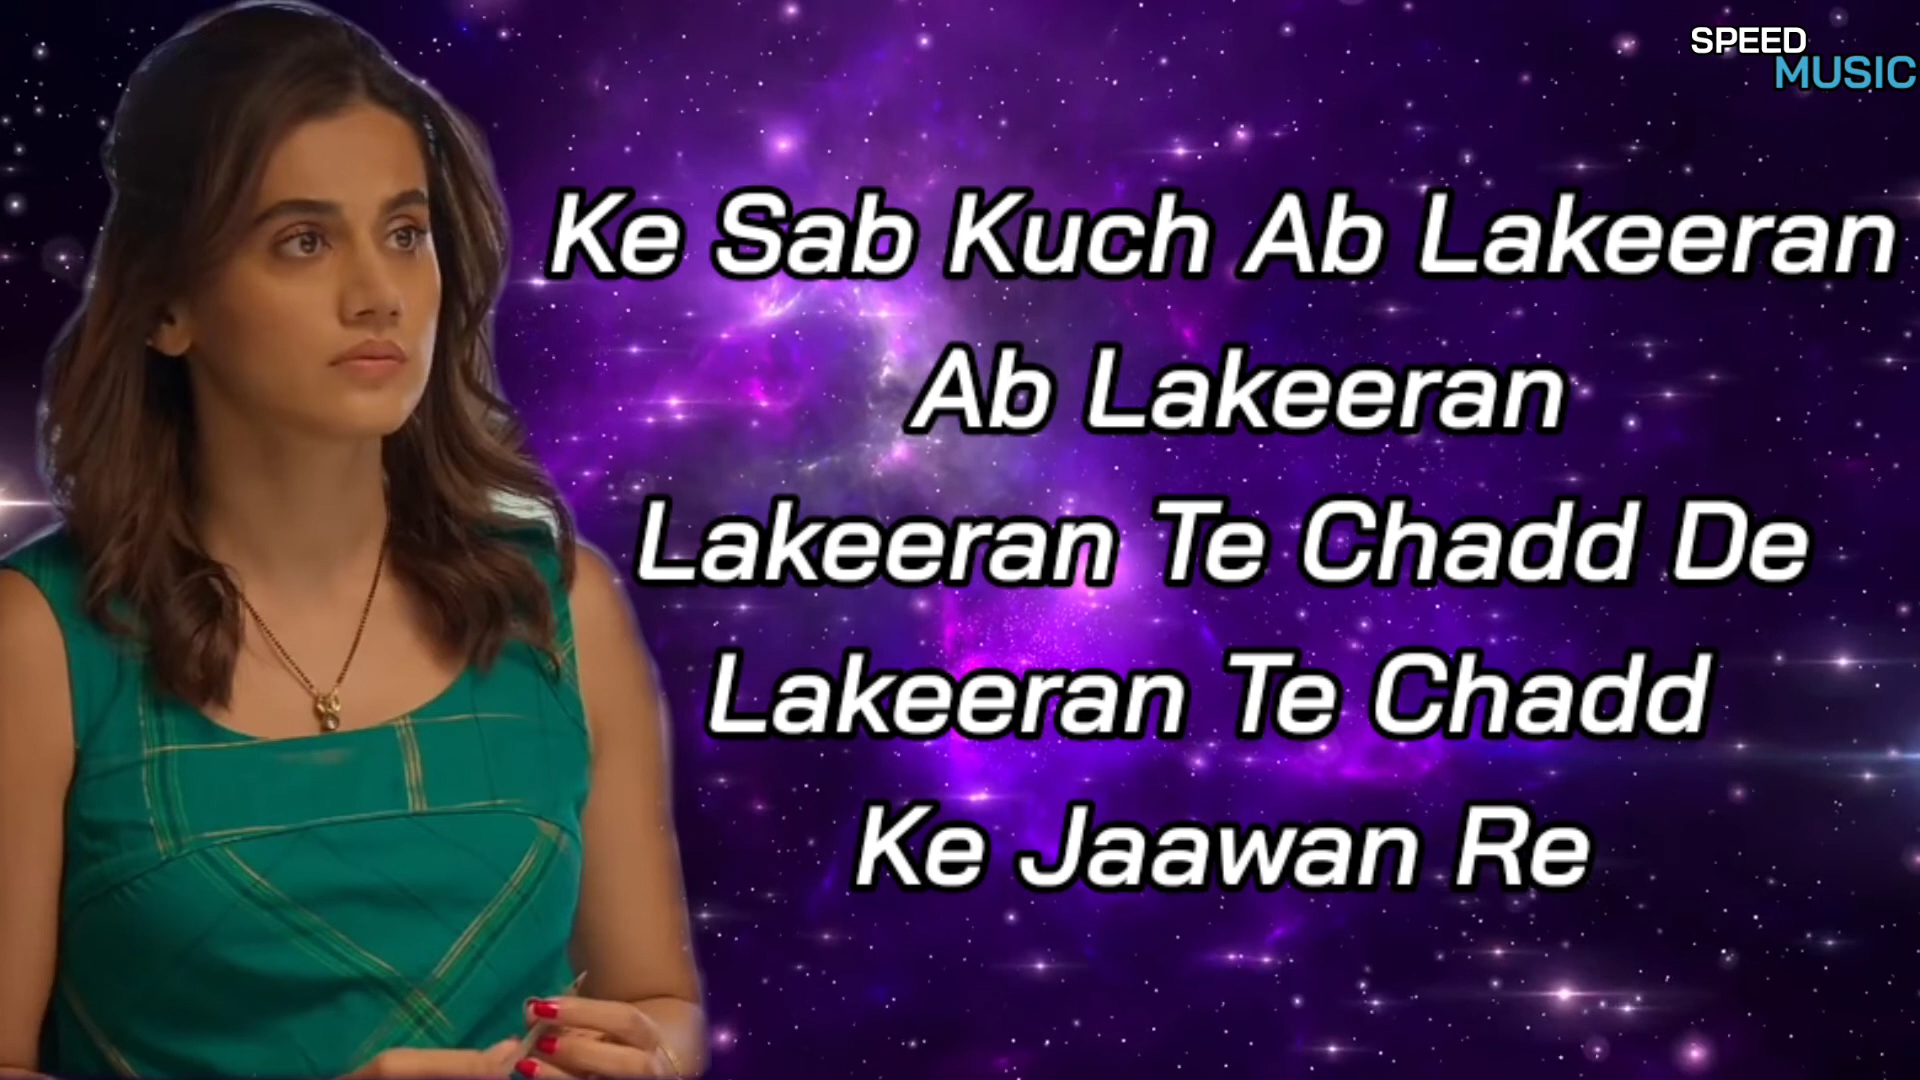 SPEED
MUSIC
Ke Sab Kuch Ab Lakeeran
Ab Lakeeran
Lakeeran Te Chadd De
Lakeeran Te Chadd
Ke Jaawan Re